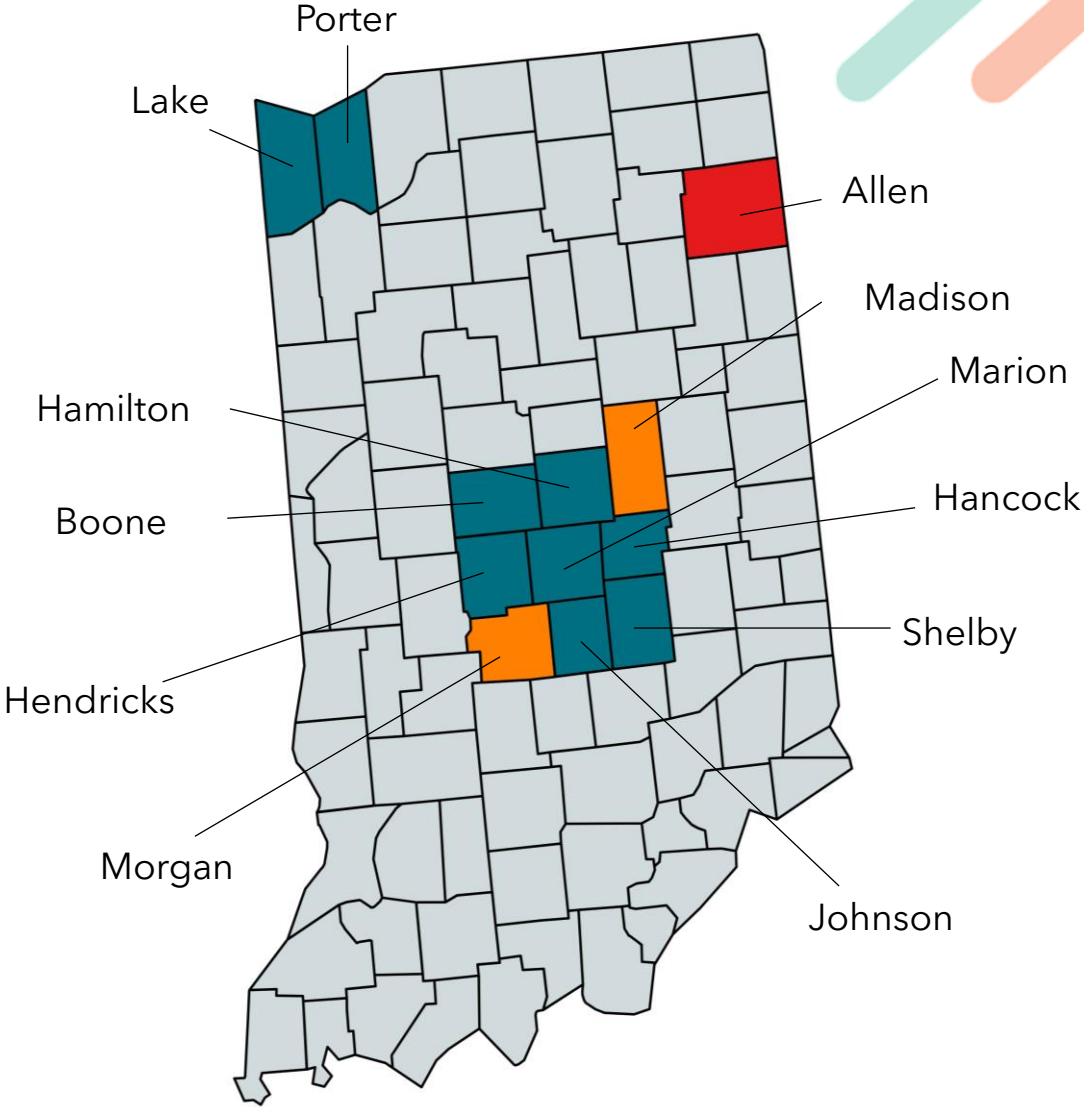 Porter
Lake
Allen
Madison
Marion
Hamilton
Hancock
Boone
Shelby
Hendricks
Morgan
Johnson